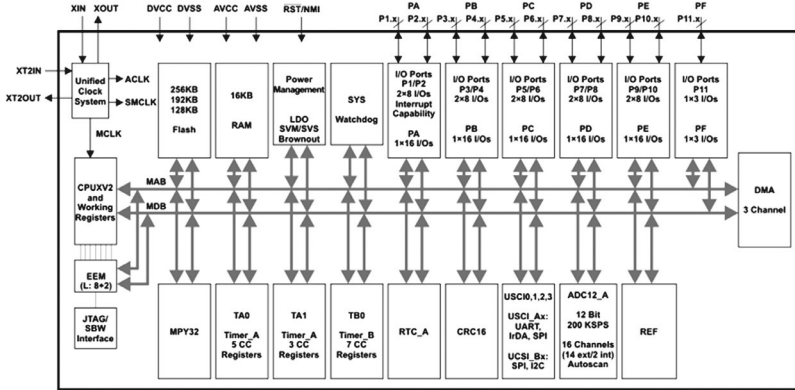 XIN XOUT DVCC DVSS AVCC AVSS RST/NMI PA PB PC PD PE PF
P1.x P2.x P3.x P4.x P5.x P6.x P7.x P8.x P9.x P10.x P11.x
XT2IN
XT2OUT
Unified
Clock
System
ACLK
SMCLK
MCLK
256KB
192KB
128KB
Flash
16KB
RAM
Power
Management
LDO
SVM/SVS
Brownout
SYS
Watchdog
I/O Ports
P1/P2
2×8 I/Os
Interrupt
Capability
PA
1×16 I/Os
I/O Ports
P3/P4
2×8 I/Os
PB
1×16 I/Os
I/O Ports
P5/P6
2×8 I/Os
PC
1×16 I/Os
I/O Ports
P7/P8
2×8 I/Os
PD
1×16 I/Os
I/O Ports
P9/P10
2×8 I/Os
PE
1×16 I/Os
I/O Ports
P11
1×3 I/Os
PF
1×3 I/Os
CPUXV2
and
Working
Registers
MAB
MDB
DMA
3 Channel
EEM
(L: 8+2)
JTAG/
SBW
Interface
MPY32
TA0
Timer_A
5 CC
Registers
TA1
Timer_A
3 CC
Registers
TB0
Timer_B
7 CC
Registers
RTC_A
CRC16
USCI0,1,2,3
USCI_Ax:
UART,
IrDA, SPI
UCSI_Bx:
SPI, I2C
ADC12_A
12 Bit
200 KSPS
16 Channels
(14 ext/2 int)
Autoscan
REF